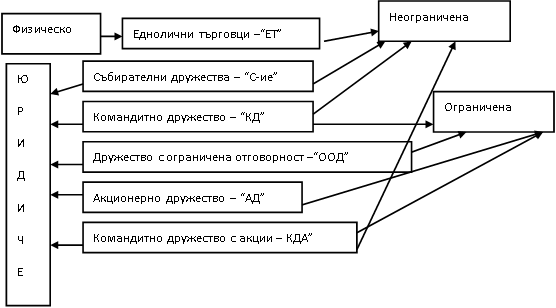 Физическо
Еднолични търговци –“ЕТ”
Неограничена
Ю
Р
И
Д
И
Ч
Е
Събирателни дружества – “С-ие”
Командитно дружество – “КД”
Ограничена
Дружество с ограничена отговорност –“ООД”
Акционерно дружество – “АД”
Командитно дружество с акции – КДА”